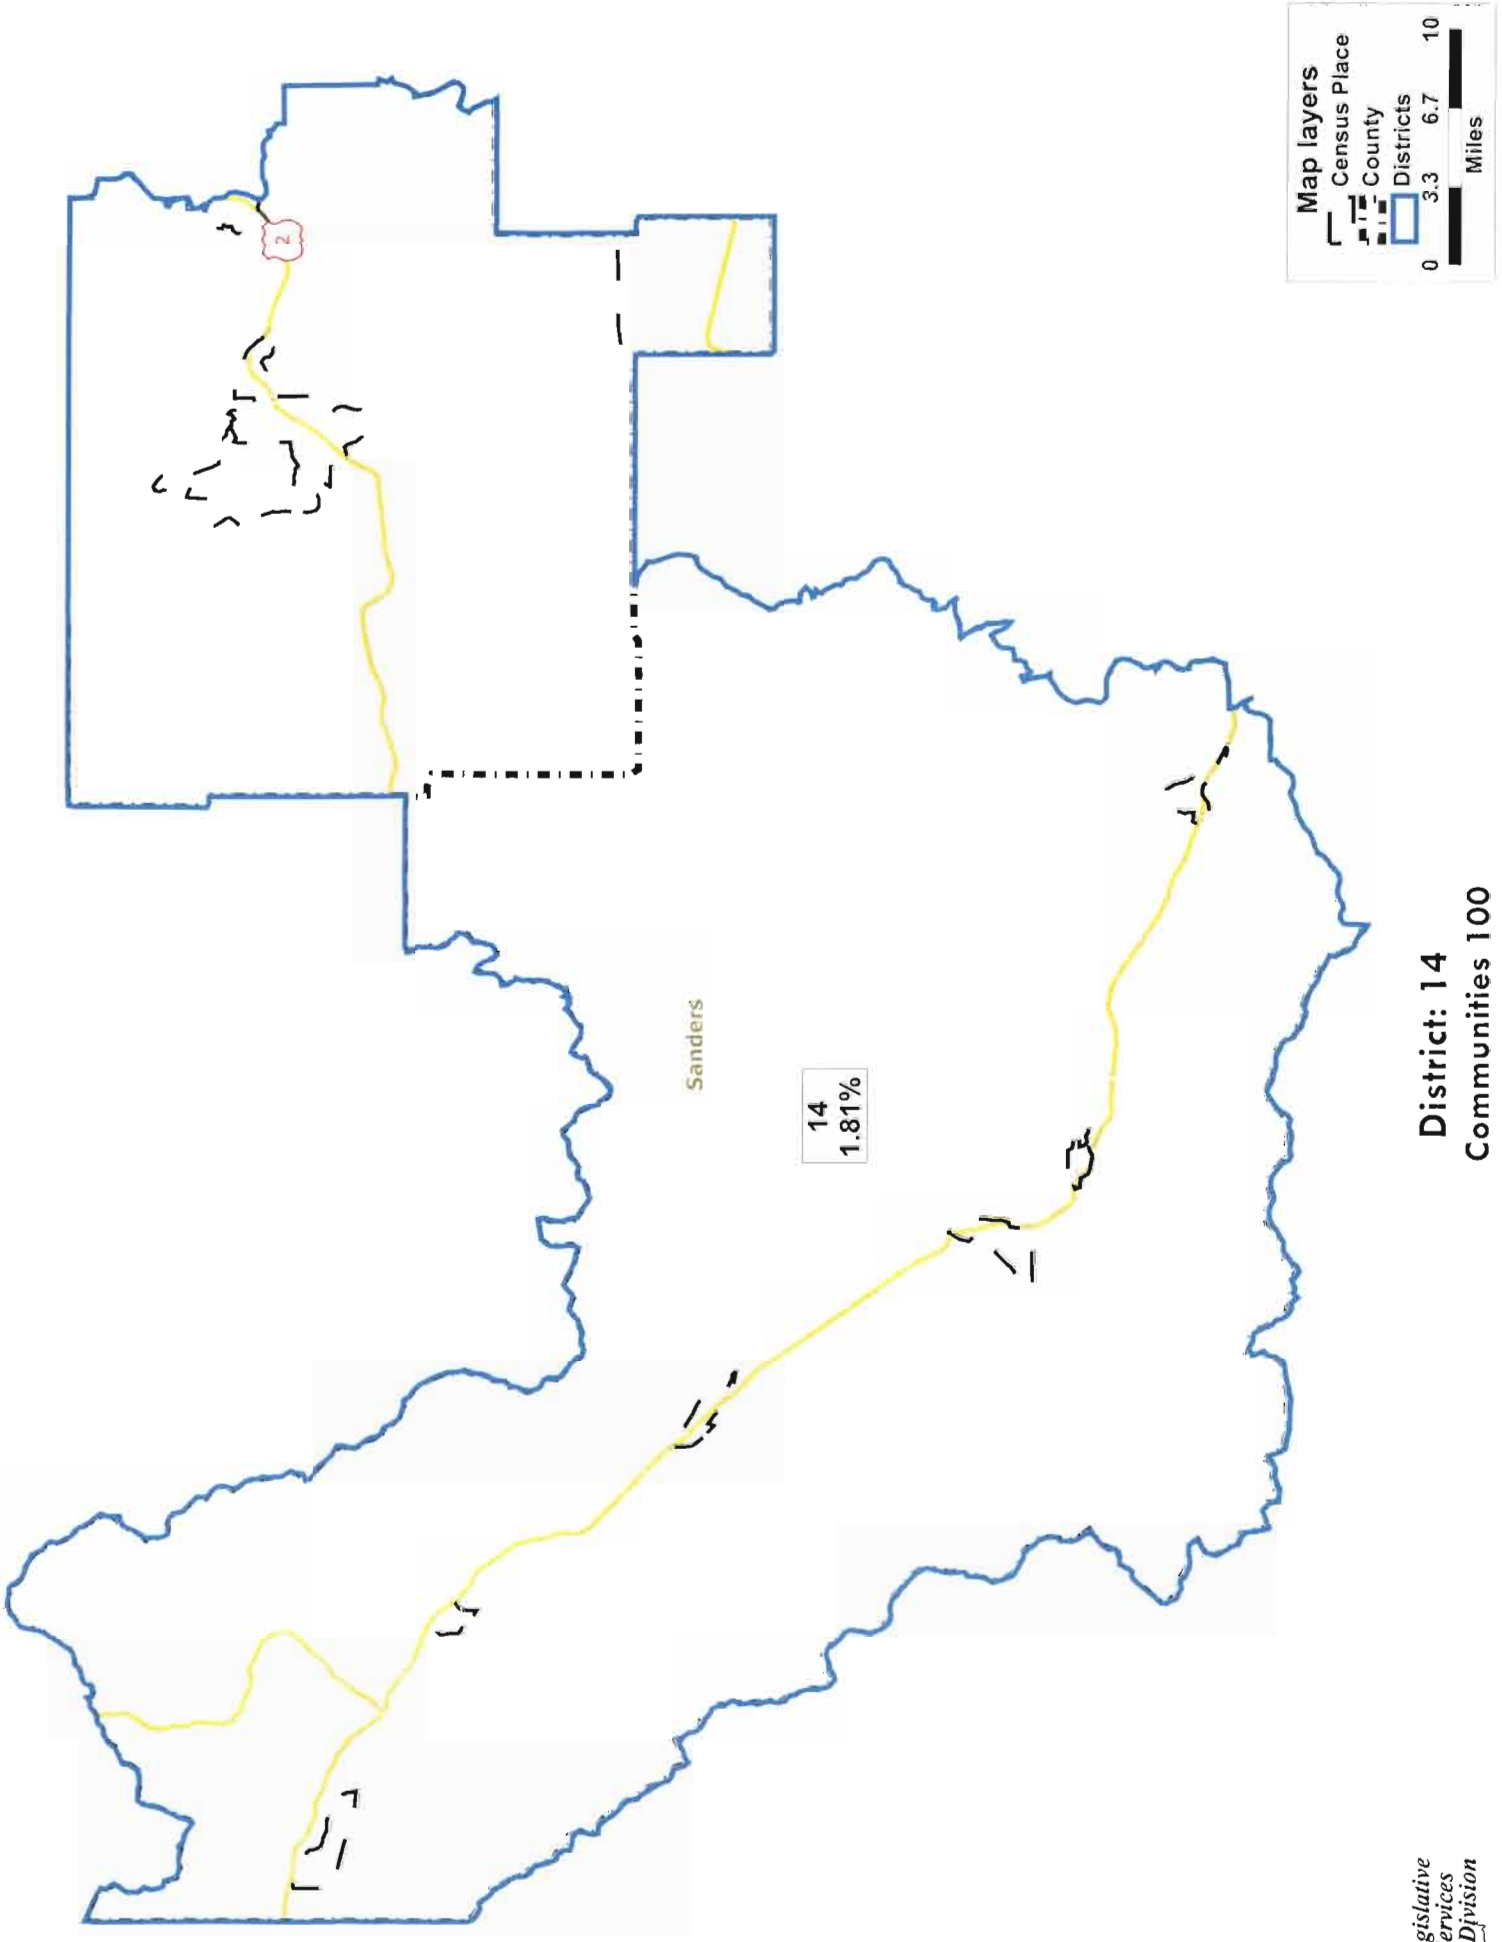 2
Sanders
14
1.81%
Map layers
Census Place
County
Districts
0 3.3 6.7 10
Miles
District: 14
Communities 100
gislative
ervices
Division